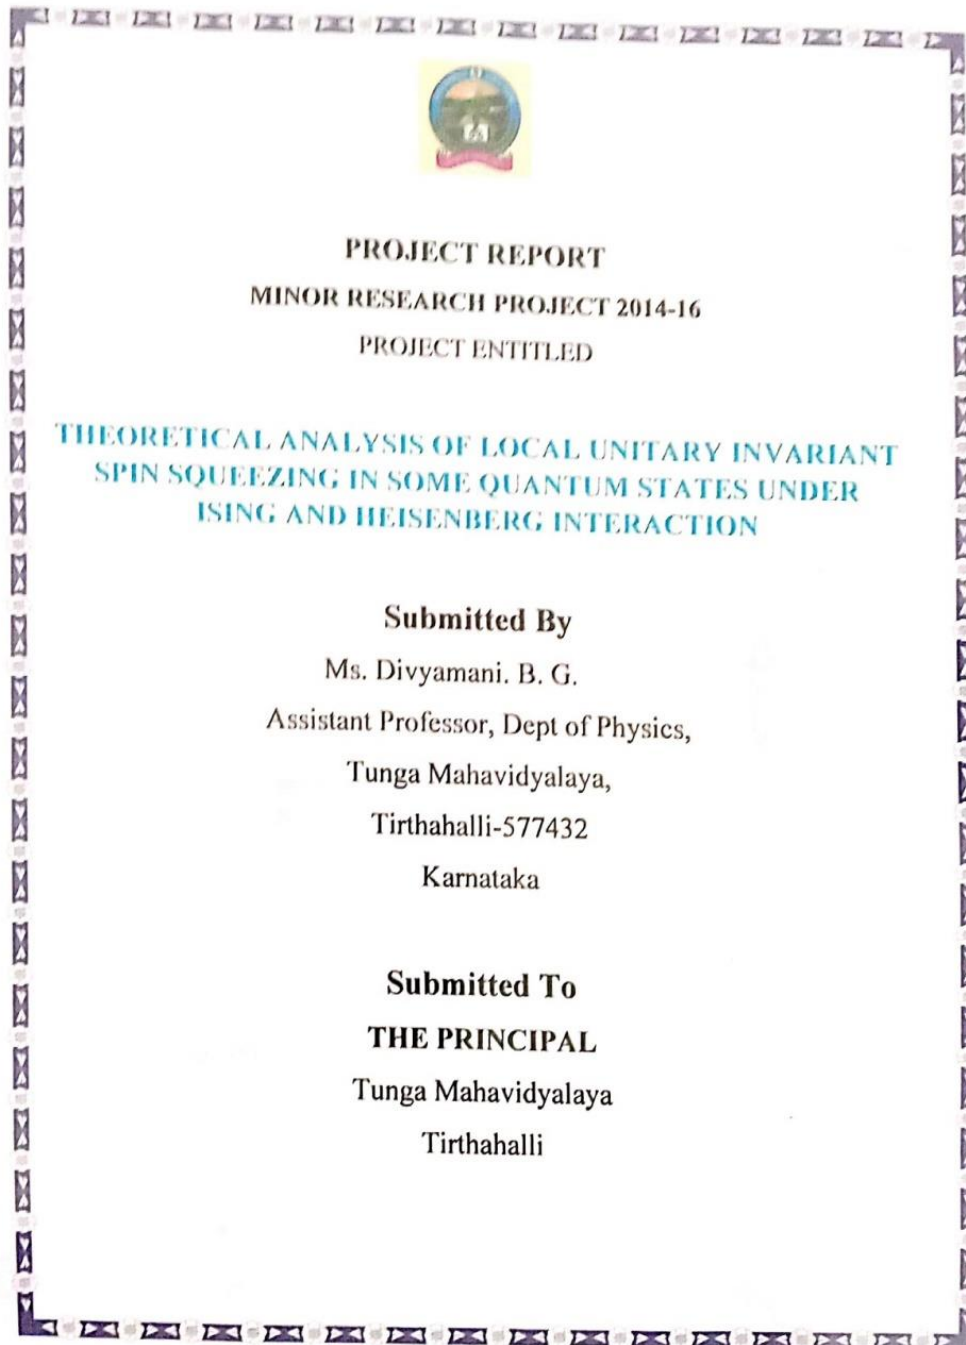 PROJECT REPORT
MINOR RESEARCH PROJECT 2014-16
PROJECT ENTITLED
THEORETICAL ANALYSIS OF LOCAL UNITARY INVARIANT
SPIN SQUEEZING IN SOME QUANTUM STATES UNDER
ISING AND HEISENBERG INTERACTION
Submitted By
Ms. Divyamani. B. G.
Assistant Professor, Dept of Physics,
Tunga Mahavidyalaya,
Tirthahalli-577432
Karnataka
Submitted To
THE PRINCIPAL
Tunga Mahavidyalaya
Tirthahalli